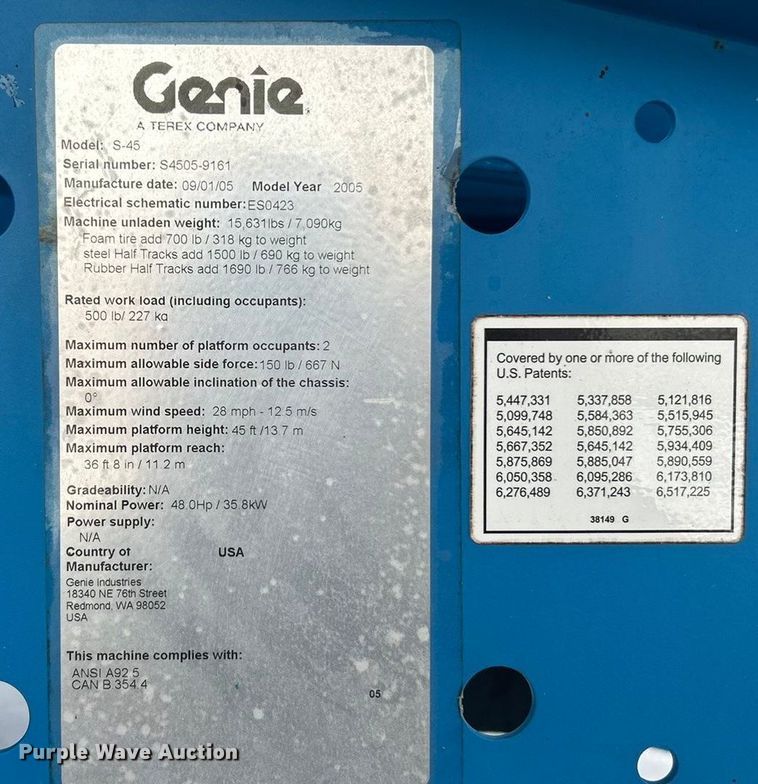 Genie
A TEREX COMPANY
Model: S-45
Serial number: S4505-9161
Manufacture date: 09/01/05 Model Year 2005
Electrical schematic number: ES0423
Machine unladen weight: 15,631lbs / 7,090kg
Foam tire add 700 lb / 318 kg to weight
steel Half Tracks add 1500 lb / 690 kg to weight
Rubber Half Tracks add 1690 lb / 766 kg to weight
Rated work load (including occupants):
500 lb/ 227 kg
Maximum number of platform occupants: 2
Maximum allowable side force: 150 lb / 667 N
Maximum allowable inclination of the chassis:
0°
Maximum wind speed: 28 mph - 12.5 m/s
Maximum platform height: 45 ft /13.7 m
Maximum platform reach:
36 ft 8 in / 11.2 m
Gradeability: N/A
Nominal Power: 48.0Hp / 35.8kW
Power supply:
N/A
Country of USA
Manufacturer:
Genie Industries
18340 NE 76th Street
Redmond, WA 98052
USA
This machine complies with:
ANSI A92.5
CAN B.354.4
05
Covered by one or more of the following
U.S. Patents:
5,447,331 5,337,858 5,121,816
5,099,748 5,584,363 5,515,945
5,645,142 5,850,892 5,755,306
5,667,352 5,645,142 5,934,409
5,875,869 5,885,047 5,890,559
6,050,358 6,095,286 6,173,810
6,276,489 6,371,243 6,517,225
38149 G
Purple Wave Auction